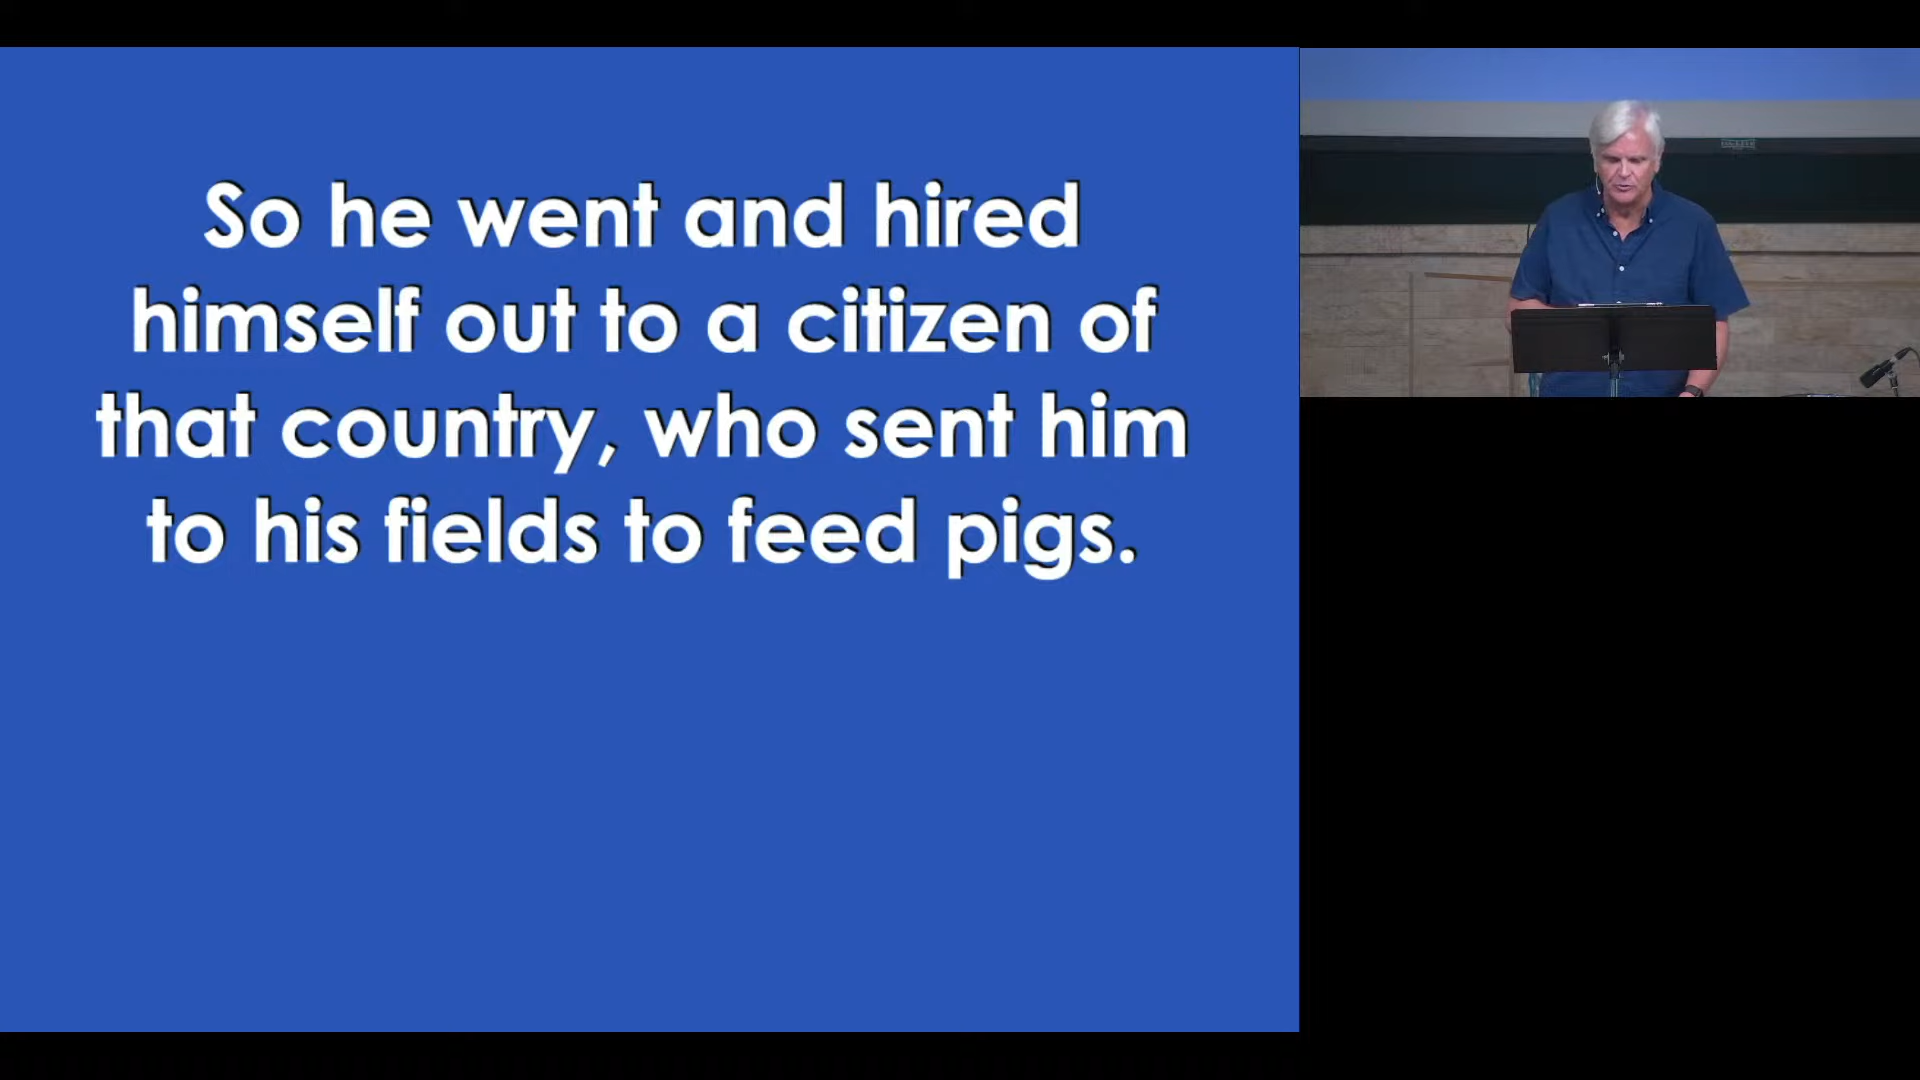 So he went and hired
himself out to a citizen of
that country, who sent him
to his fields to feed pigs.